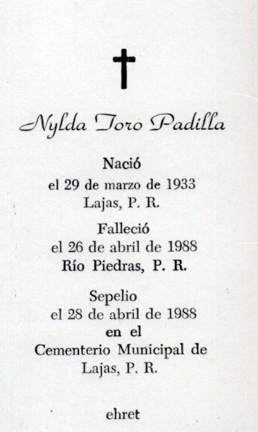 Nylda Toro Padilla
Nació
el 29 de marzo de 1933
Lajas, P. R.
Falleció
el 26 de abril de 1988
Río Piedras, P. R.
Sepelio
el 28 de abril de 1988
en el
Cementerio Municipal de
Lajas, P. R.
ehret